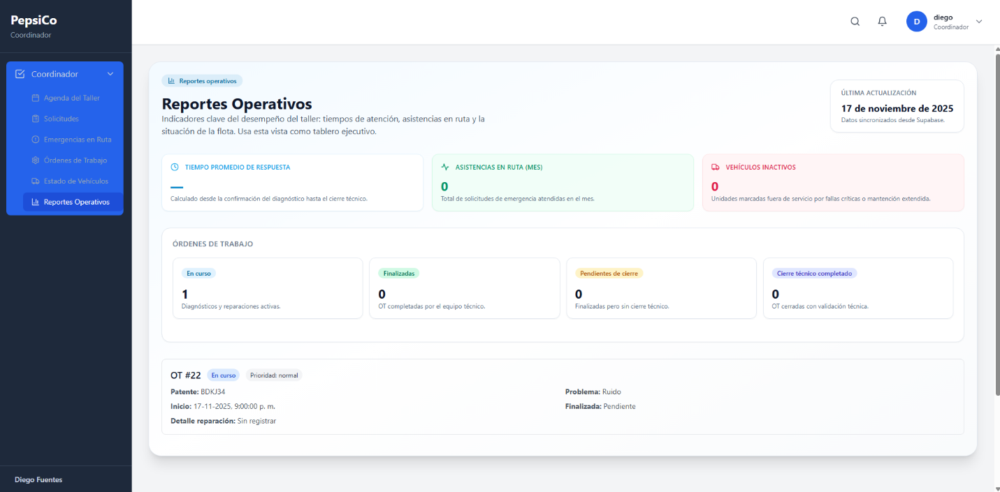 PepsiCo
Coordinador
Coordinador
Agenda del Taller
Solicitudes
Emergencias en Ruta
Órdenes de Trabajo
Estado de Vehículos
Reportes Operativos
Diego Fuentes
D
diego
Coordinador
Reportes operativos
Reportes Operativos
Indicadores clave del desempeño del taller: tiempos de atención, asistencias en ruta y la
situación de la flota. Usa esta vista como tablero ejecutivo.
ÚLTIMA ACTUALIZACIÓN
17 de noviembre de 2025
Datos sincronizados desde Supabase.
TIEMPO PROMEDIO DE RESPUESTA
—
Calculado desde la confirmación del diagnóstico hasta el cierre técnico.
ASISTENCIAS EN RUTA (MES)
0
Total de solicitudes de emergencia atendidas en el mes.
VEHÍCULOS INACTIVOS
0
Unidades marcadas fuera de servicio por fallas críticas o mantención extendida.
ÓRDENES DE TRABAJO
En curso
1
Diagnósticos y reparaciones activas.
Finalizadas
0
OT completadas por el equipo técnico.
Pendientes de cierre
0
Finalizadas pero sin cierre técnico.
Cierre técnico completado
0
OT cerradas con validación técnica.
OT #22 En curso Prioridad: normal
Patente: BDKJ34
Problema: Ruido
Inicio: 17-11-2025, 9:00:00 p. m.
Finalizada: Pendiente
Detalle reparación: Sin registrar